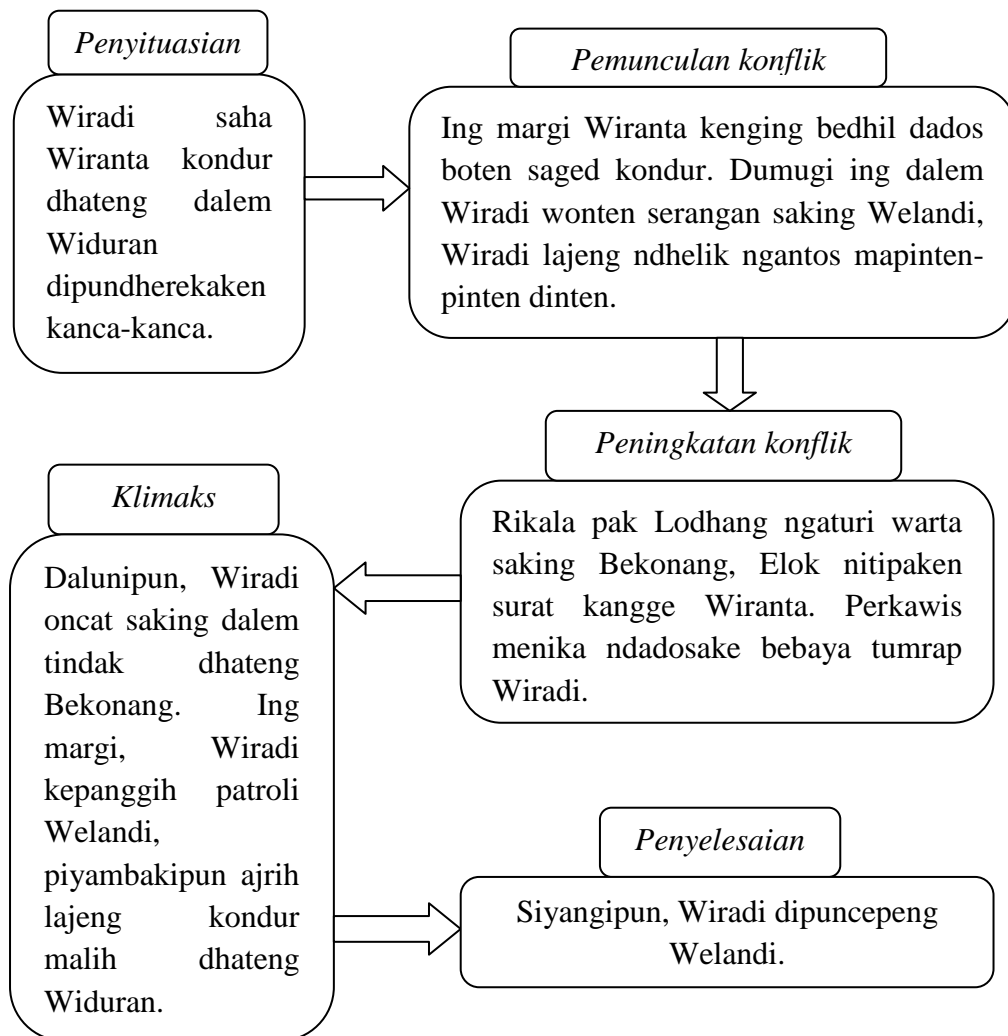 Penyituasian
Wiradi saha
Wiranta kondur
dhateng dalem
Widuran
dipundherekaken
kanca-kanca.
Pemunculan konflik
Ing margi Wiranta kenging bedhil dados
boten saged kondur. Dumugi ing dalem
Wiradi wonten serangan saking Welandi,
Wiradi lajeng ndhelik ngantos mapinten-
pinten dinten.
Peningkatan konflik
Rikala pak Lodhang ngaturi warta
saking Bekonang, Elok nitipaken
surat kangge Wiranta. Perkawis
menika ndadosake bebaya tumrap
Wiradi.
Klimaks
Dalunipun, Wiradi
oncat saking dalem
tindak dhateng
Bekonang. Ing
margi, Wiradi
kepanggih patroli
Welandi,
piyambakipun ajrih
lajeng kondur
malih dhateng
Widuran.
Penyelesaian
Siyangipun, Wiradi dipuncepeng
Welandi.